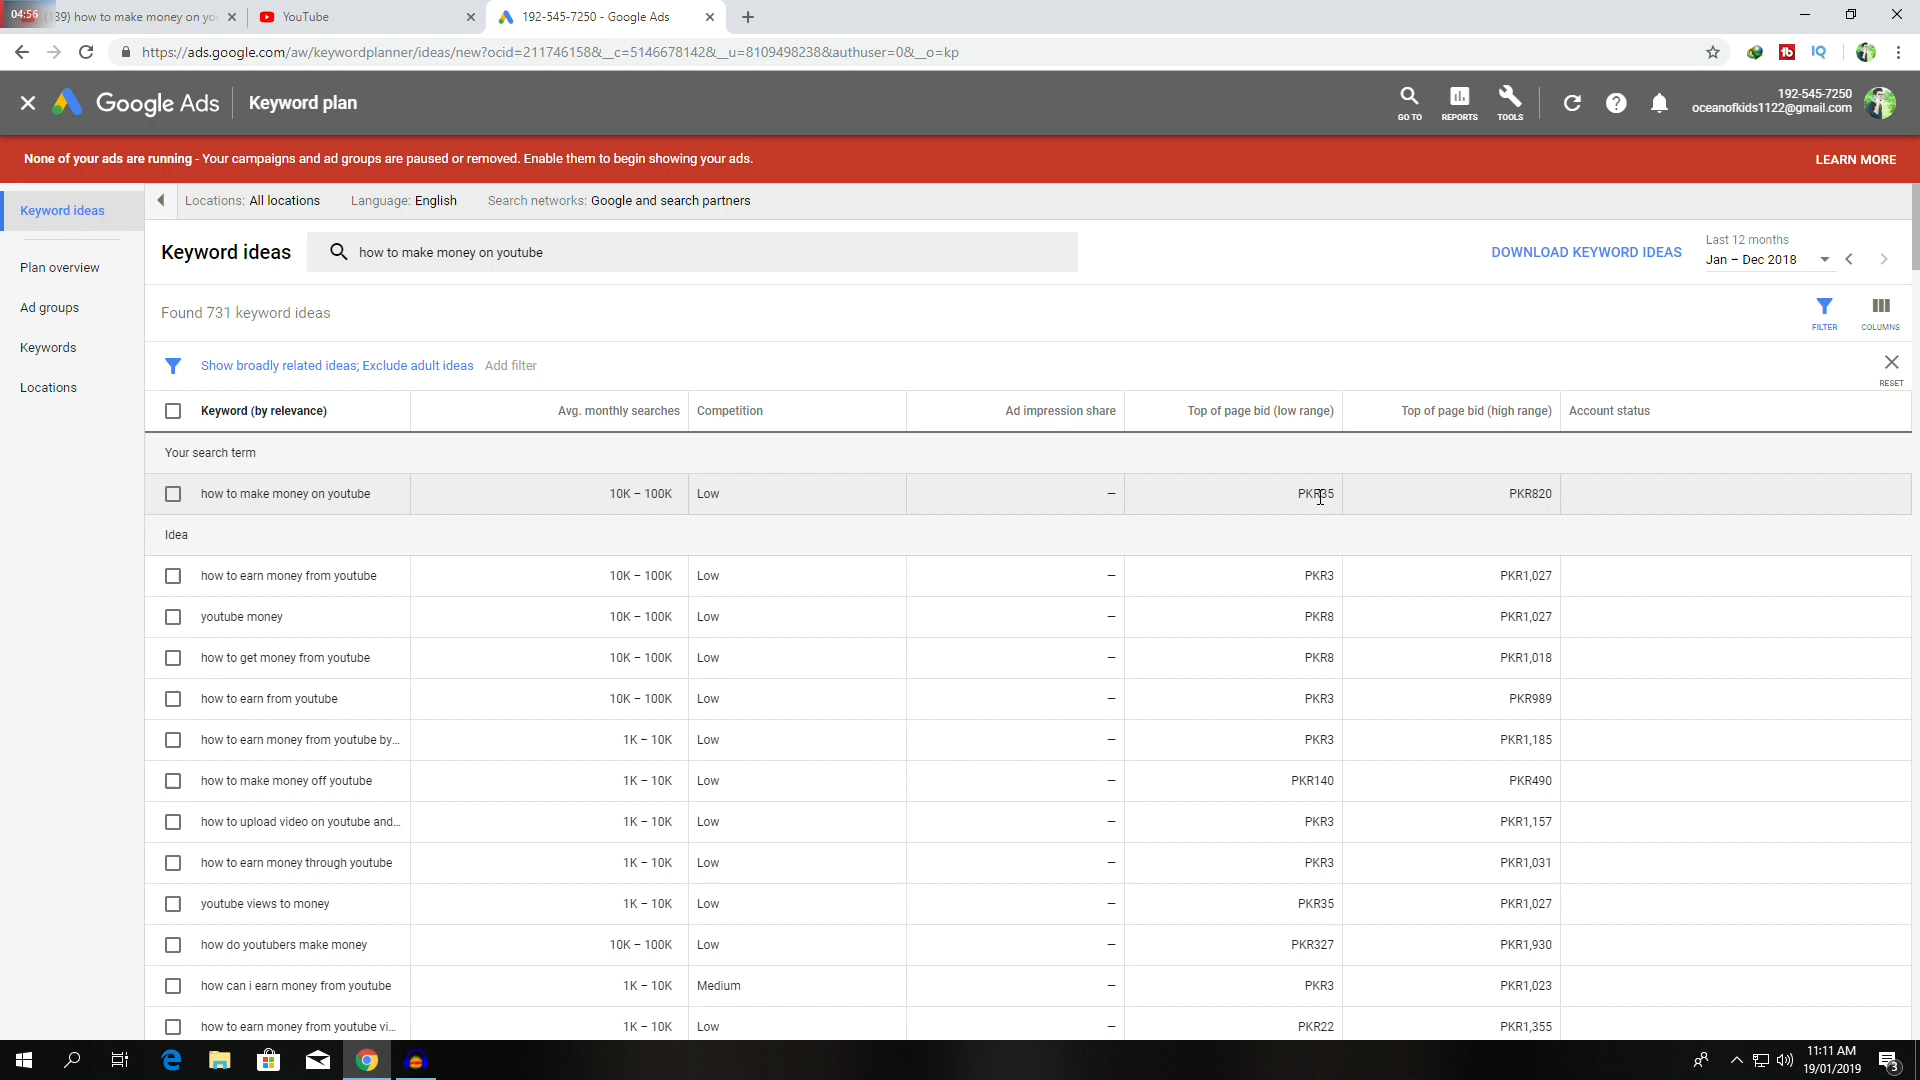 04:56 139) how to make money on yo
YouTube
192-545-7250 - Google Ads
https://ads.google.com/aw/keywordplanner/ideas/new?ocid=211746158&__c=5146678142&__u=8109498238&authuser=0&__o=kp
Google Ads Keyword plan
GO TO REPORTS TOOLS
192-545-7250
oceanofkids1122@gmail.com
None of your ads are running - Your campaigns and ad groups are paused or removed. Enable them to begin showing your ads. LEARN MORE
Keyword ideas
Plan overview
Ad groups
Keywords
Locations
Locations: All locations Language: English Search networks: Google and search partners
Keyword ideas how to make money on youtube DOWNLOAD KEYWORD IDEAS
Last 12 months
Jan – Dec 2018
Found 731 keyword ideas
FILTER COLUMNS
Show broadly related ideas; Exclude adult ideas Add filter
RESET
Keyword (by relevance) Avg. monthly searches Competition Ad impression share Top of page bid (low range) Top of page bid (high range) Account status
Your search term
how to make money on youtube 10K – 100K Low – PKR35 PKR820
Idea
how to earn money from youtube 10K – 100K Low – PKR3 PKR1,027
youtube money 10K – 100K Low – PKR8 PKR1,027
how to get money from youtube 10K – 100K Low – PKR8 PKR1,018
how to earn from youtube 10K – 100K Low – PKR3 PKR989
how to earn money from youtube by... 1K – 10K Low – PKR3 PKR1,185
how to make money off youtube 1K – 10K Low – PKR140 PKR490
how to upload video on youtube and... 1K – 10K Low – PKR3 PKR1,157
how to earn money through youtube 1K – 10K Low – PKR3 PKR1,031
youtube views to money 1K – 10K Low – PKR35 PKR1,027
how do youtubers make money 10K – 100K Low – PKR327 PKR1,930
how can i earn money from youtube 1K – 10K Medium – PKR3 PKR1,023
how to earn money from youtube vi... 1K – 10K Low – PKR22 PKR1,355
11:11 AM
19/01/2019
3